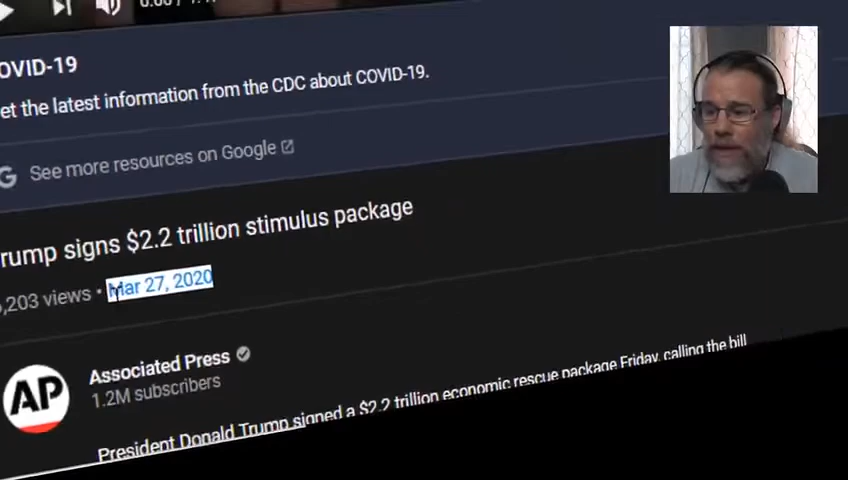 OVID-19
et the latest information from the CDC about COVID-19.
See more resources on Google
rump signs $2.2 trillion stimulus package
,203 views • Mar 27, 2020
AP
Associated Press
1.2M subscribers
President Donald Trump signed a $2.2 trillion economic rescue package Friday, calling the bill